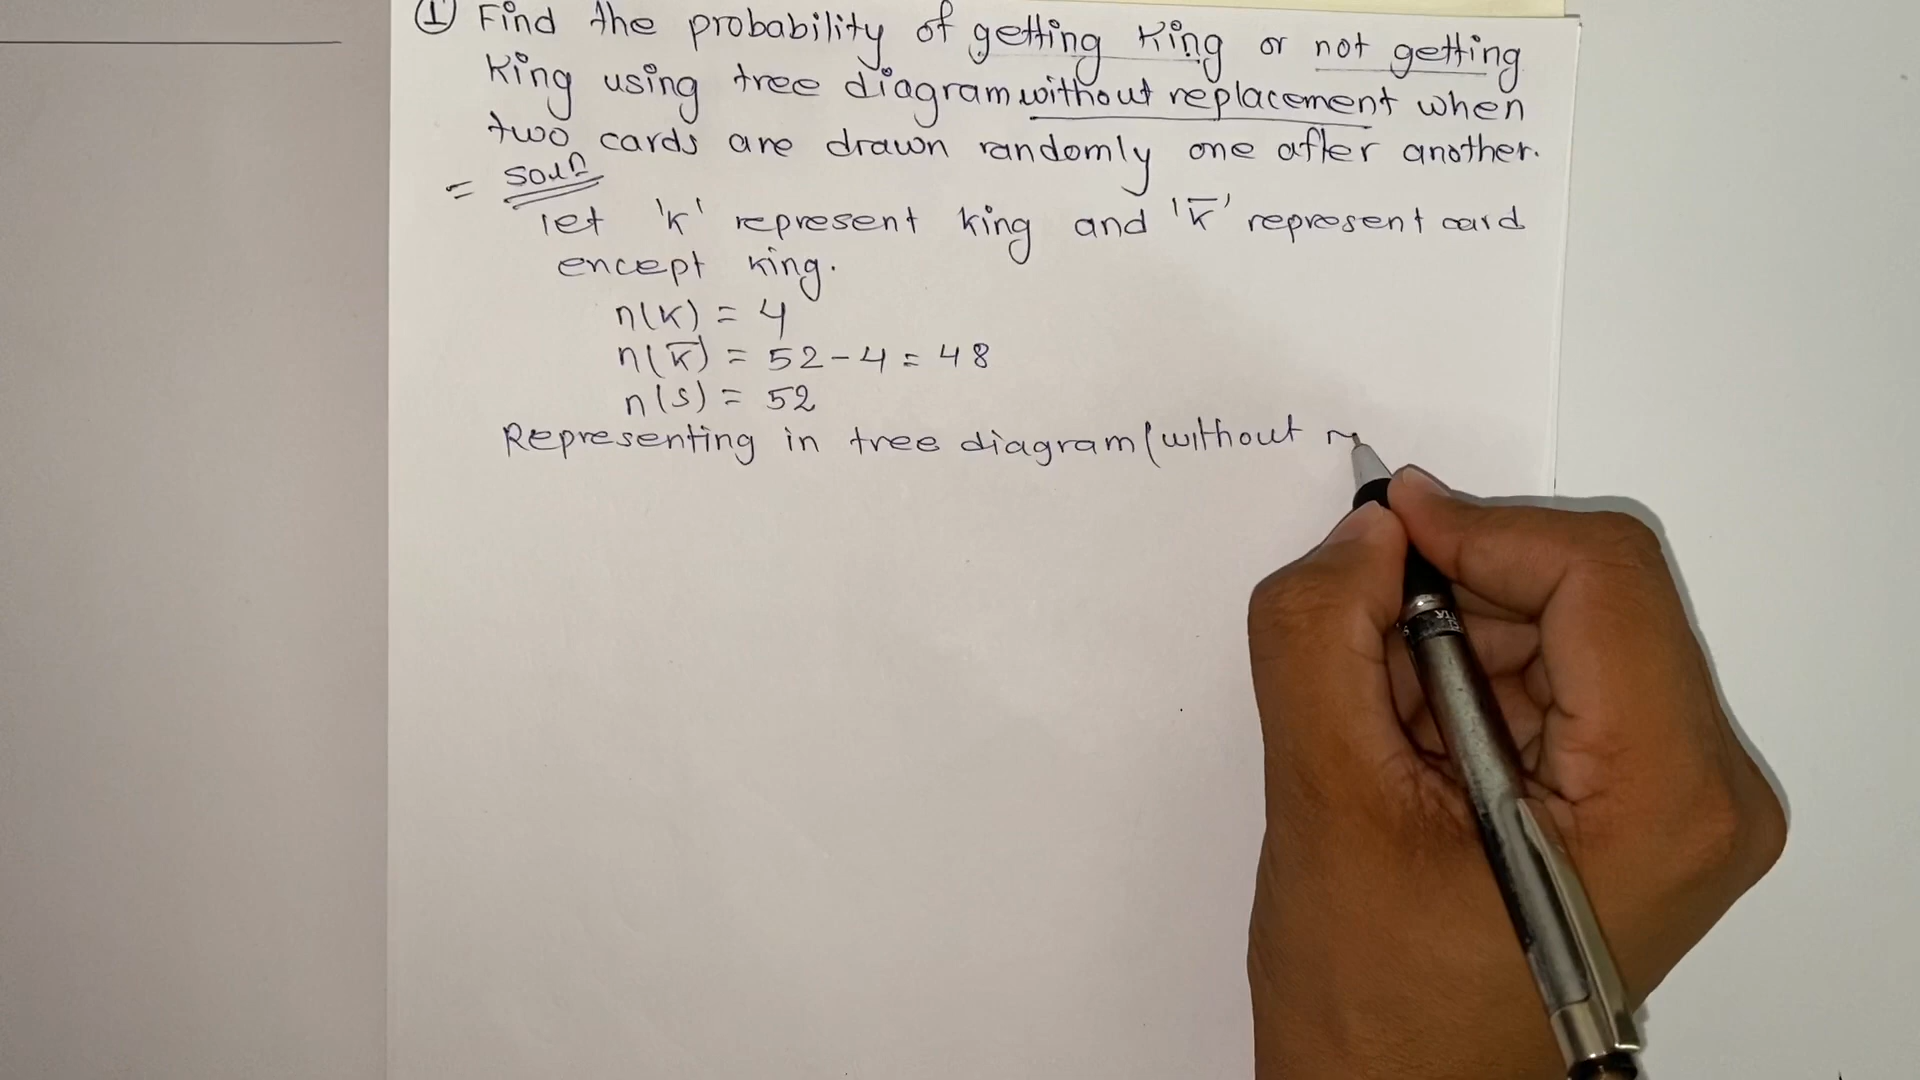 ① Find the probability of getting King or not getting
King using tree diagram without replacement when
two cards are drawn randomly one after another.
= Solⁿ
let 'K' represent king and 'K̅' represent card
encept king.
n(K) = 4
n(K̅) = 52 - 4 = 48
n(S) = 52
Representing in tree diagram (without r